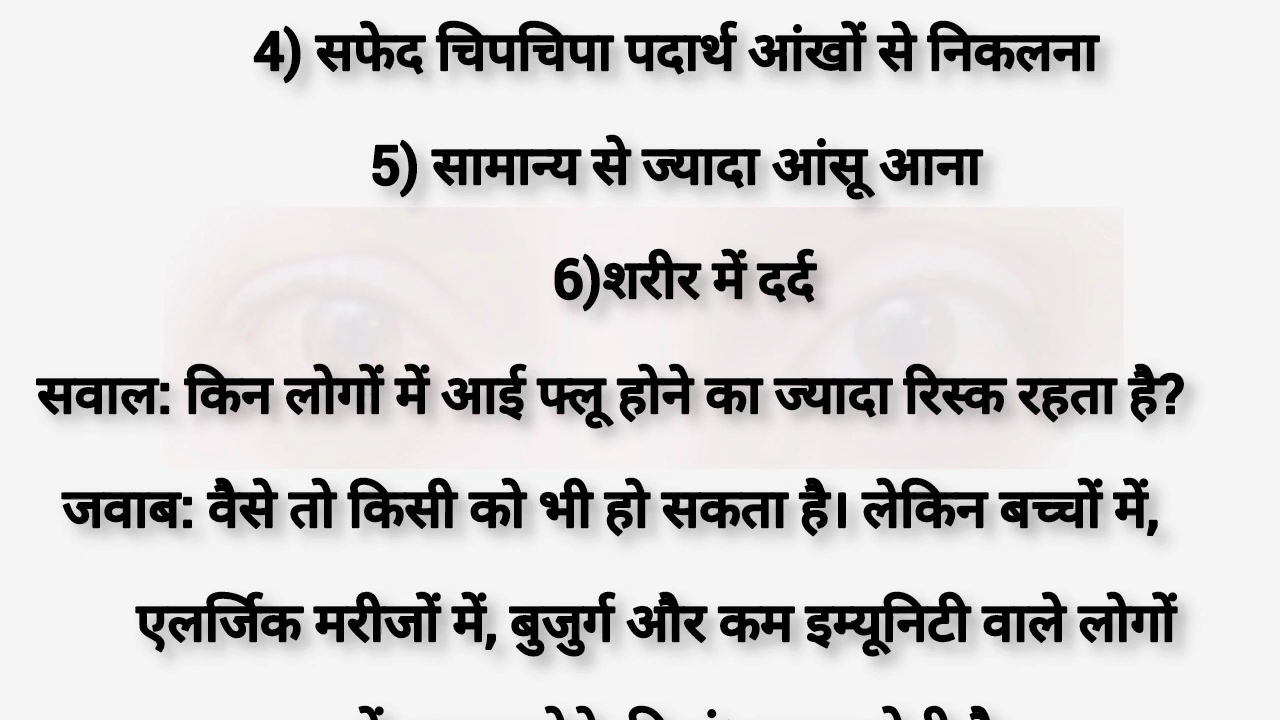 4) सफेद चिपचिपा पदार्थ आंखों से निकलना
5) सामान्य से ज्यादा आंसू आना
6)शरीर में दर्द
सवाल: किन लोगों में आई फ्लू होने का ज्यादा रिस्क रहता है?
जवाब: वैसे तो किसी को भी हो सकता है। लेकिन बच्चों में,
एलर्जिक मरीजों में, बुजुर्ग और कम इम्यूनिटी वाले लोगों